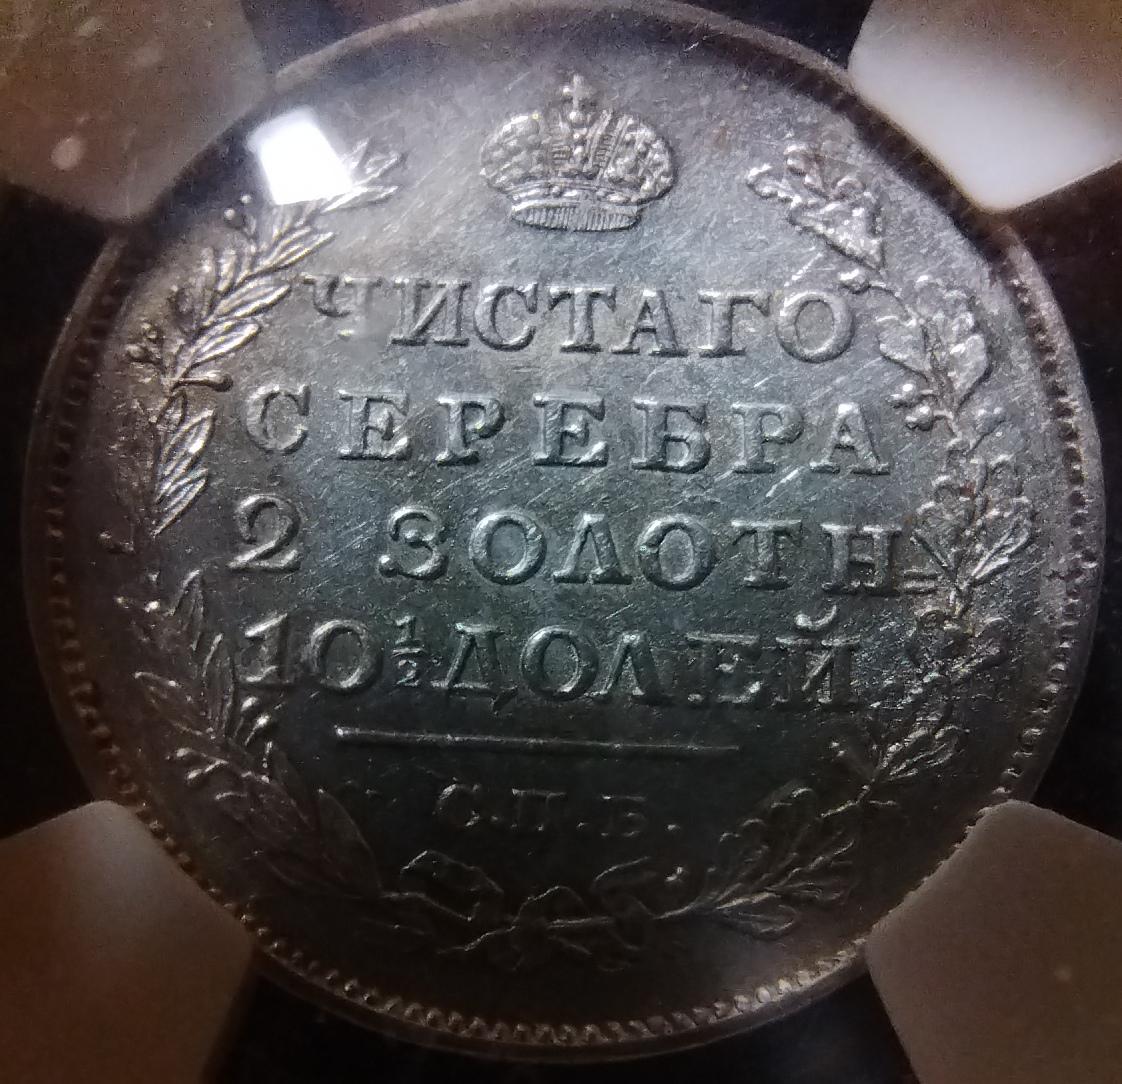 ЧИСТАГО
СЕРЕБРА
2 ЗОЛОТН=
10½ ДОЛЕЙ
С.П.Б.